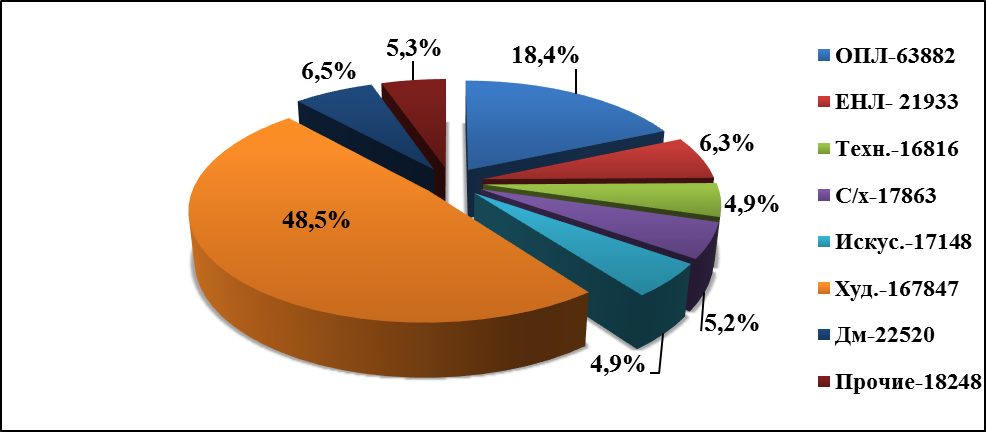 5,3%
18,4%
6,5%
6,3%
4,9%
48,5%
5,2%
4,9%
ОПЛ-63882
ЕНЛ- 21933
Техн.-16816
С/х-17863
Искус.-17148
Худ.-167847
Дм-22520
Прочие-18248